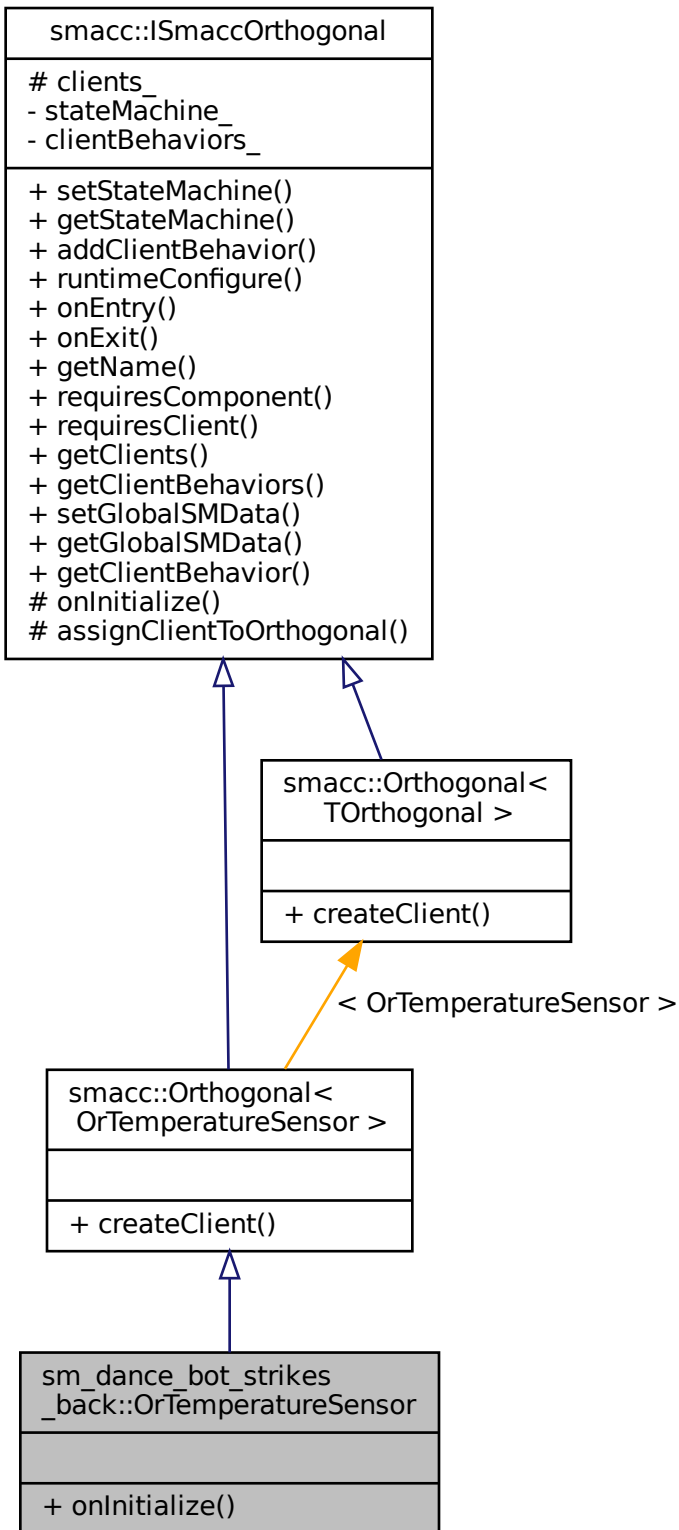 smacc::ISmaccOrthogonal
# clients_
- stateMachine_
- clientBehaviors_
+ setStateMachine()
+ getStateMachine()
+ addClientBehavior()
+ runtimeConfigure()
+ onEntry()
+ onExit()
+ getName()
+ requiresComponent()
+ requiresClient()
+ getClients()
+ getClientBehaviors()
+ setGlobalSMData()
+ getGlobalSMData()
+ getClientBehavior()
# onInitialize()
# assignClientToOrthogonal()
smacc::Orthogonal<
TOrthogonal >
+ createClient()
< OrTemperatureSensor >
smacc::Orthogonal<
OrTemperatureSensor >
+ createClient()
sm_dance_bot_strikes
_back::OrTemperatureSensor
+ onInitialize()